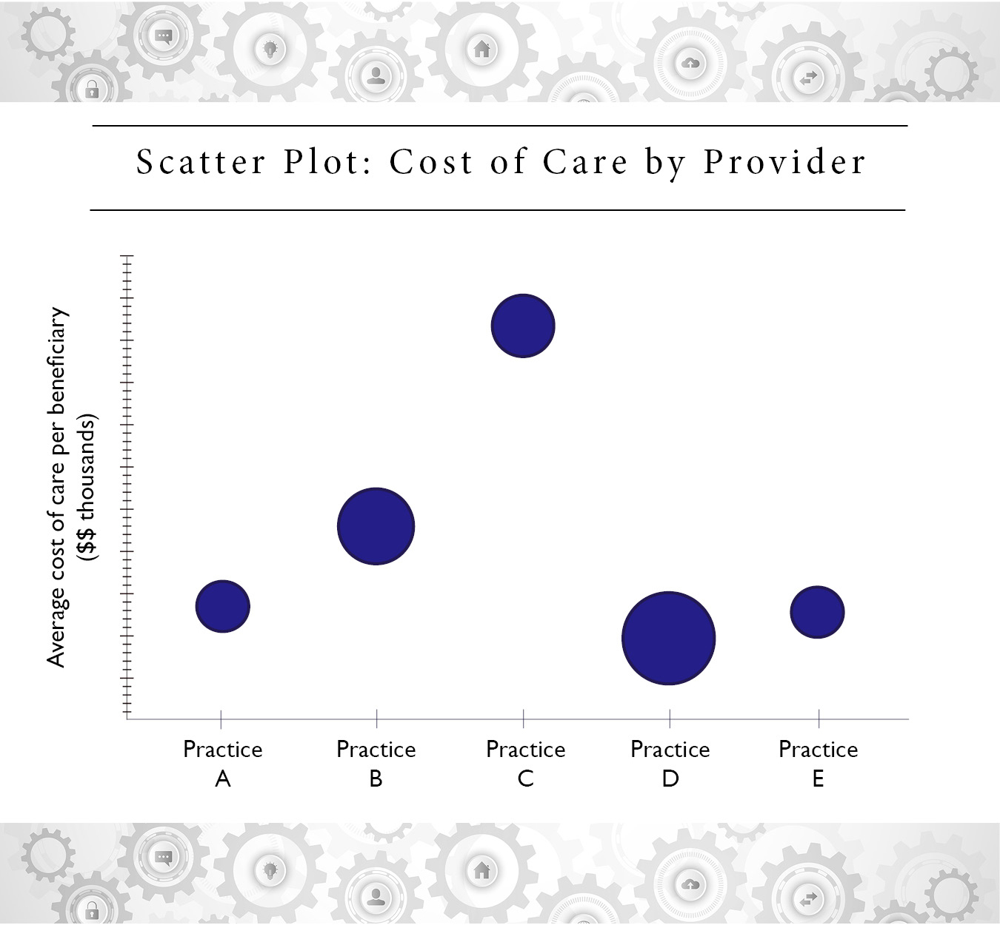 Scatter Plot: Cost of Care by Provider
Average cost of care per beneficiary
($$ thousands)
Practice
A
Practice
B
Practice
C
Practice
D
Practice
E